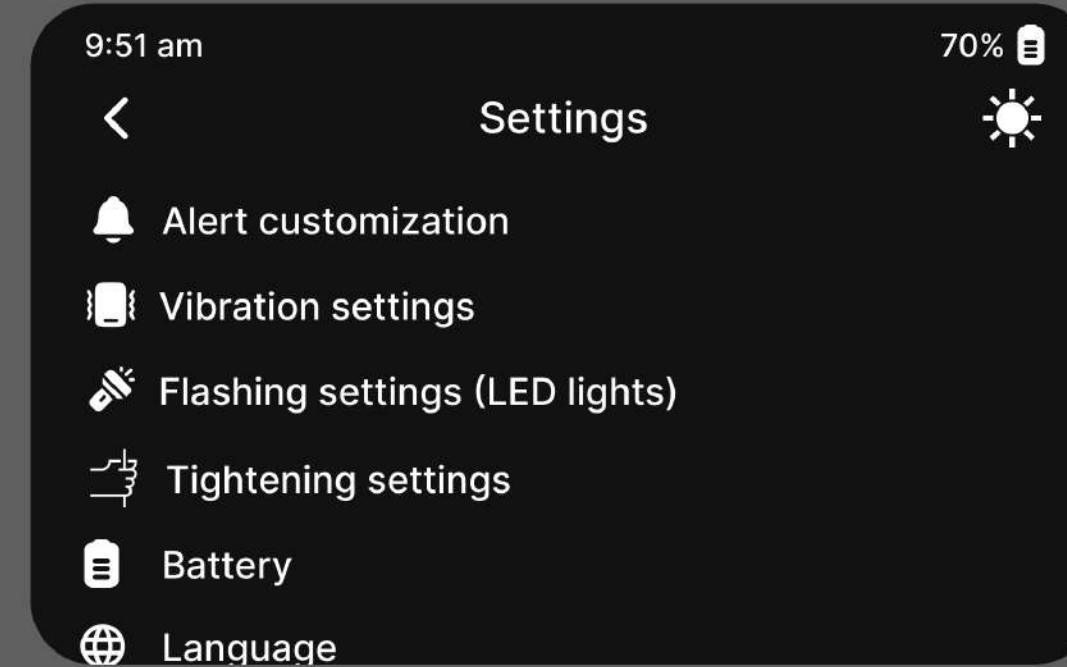 9:51 am 70%
Settings
Alert customization
Vibration settings
Flashing settings (LED lights)
Tightening settings
Battery
Language